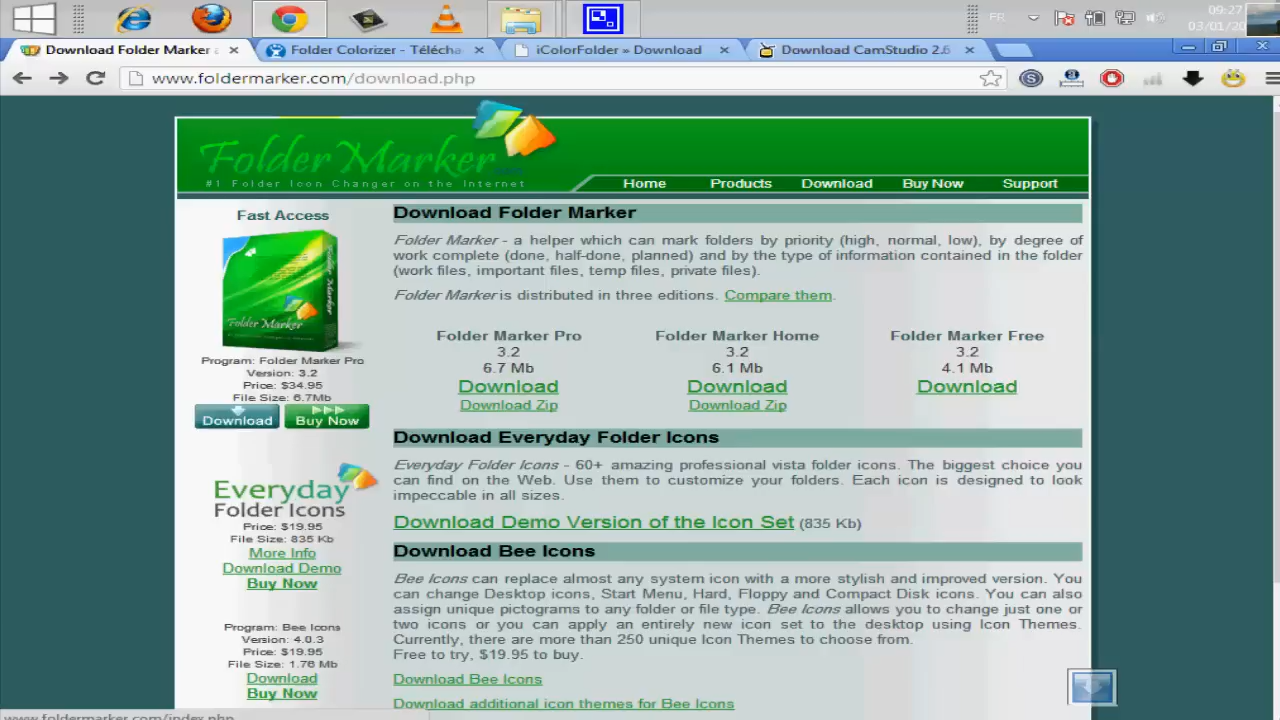 FR
09:27
03/01/20
Download Folder Marker a
Folder Colorizer - Télécha
iColorFolder » Download
Download CamStudio 2.6
www.foldermarker.com/download.php
Folder Marker
#1 Folder Icon Changer on the Internet
Home Products Download Buy Now Support
Fast Access
Folder Marker
Program: Folder Marker Pro
Version: 3.2
Price: $34.95
File Size: 6.7Mb
Download
Buy Now
Everyday
Folder Icons
Price: $19.95
File Size: 835 Kb
More Info
Download Demo
Buy Now
Program: Bee Icons
Version: 4.0.3
Price: $19.95
File Size: 1.76 Mb
Download
Buy Now
Download Folder Marker
Folder Marker - a helper which can mark folders by priority (high, normal, low), by degree of
work complete (done, half-done, planned) and by the type of information contained in the folder
(work files, important files, temp files, private files).
Folder Marker is distributed in three editions. Compare them.
Folder Marker Pro
3.2
6.7 Mb
Download
Download Zip
Folder Marker Home
3.2
6.1 Mb
Download
Download Zip
Folder Marker Free
3.2
4.1 Mb
Download
Download Everyday Folder Icons
Everyday Folder Icons - 60+ amazing professional vista folder icons. The biggest choice you
can find on the Web. Use them to customize your folders. Each icon is designed to look
impeccable in all sizes.
Download Demo Version of the Icon Set (835 Kb)
Download Bee Icons
Bee Icons can replace almost any system icon with a more stylish and improved version. You
can change Desktop icons, Start Menu, Hard, Floppy and Compact Disk icons. You can also
assign unique pictograms to any folder or file type. Bee Icons allows you to change just one or
two icons or you can apply an entirely new icon set to the desktop using Icon Themes.
Currently, there are more than 250 unique Icon Themes to choose from.
Free to try, $19.95 to buy.
Download Bee Icons
Download additional icon themes for Bee Icons
www.foldermarker.com/index.php